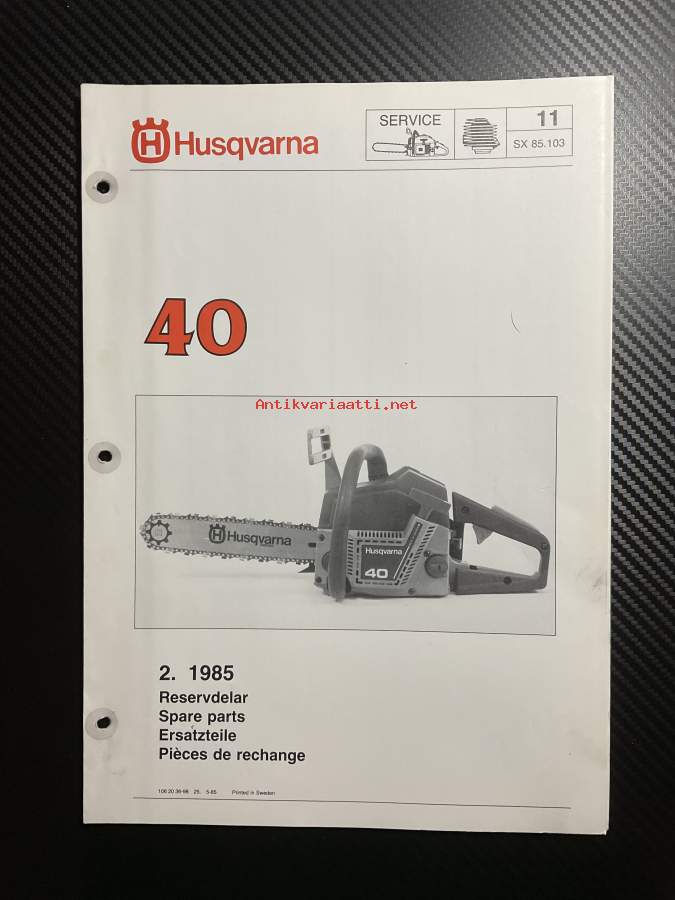 Husqvarna
SERVICE
11
SX 85.103
40
Antikvariaatti.net
Husqvarna
Husqvarna
40
2. 1985
Reservdelar
Spare parts
Ersatzteile
Pièces de rechange
Printed in Sweden